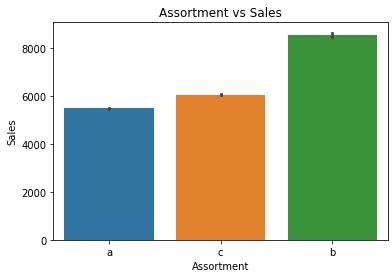 Assortment vs Sales
8000
6000
4000
2000
0
Sales
a c b
Assortment